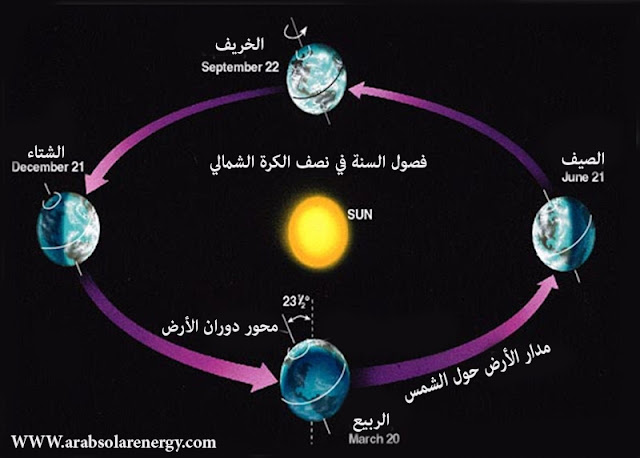 الخريف
September 22
الشتاء
December 21
فصول السنة في نصف الكرة الشمالي
الصيف
June 21
SUN
23½°
محور دوران الأرض
مدار الأرض حول الشمس
الربيع
March 20
WWW.arabsolarenergy.com